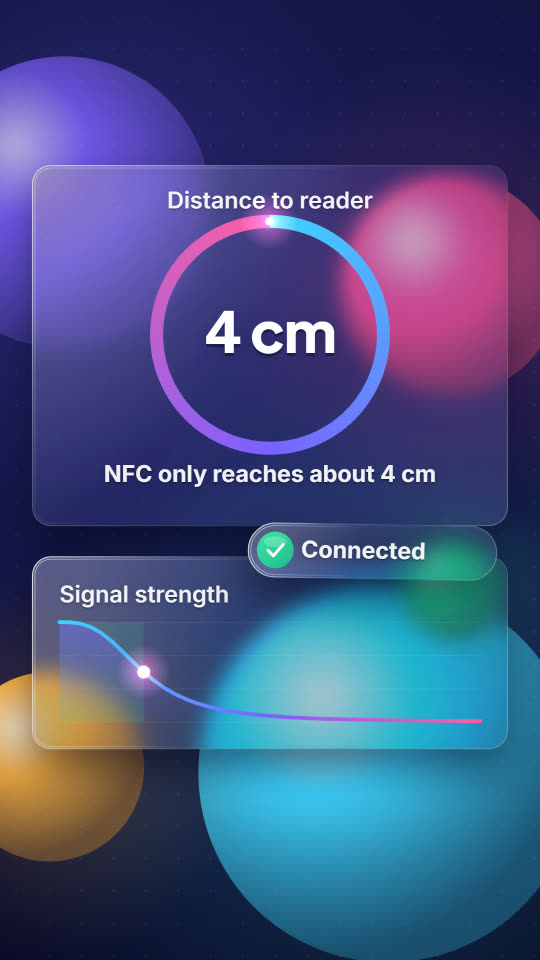 Distance to reader
4 cm
NFC only reaches about 4 cm
Connected
Signal strength